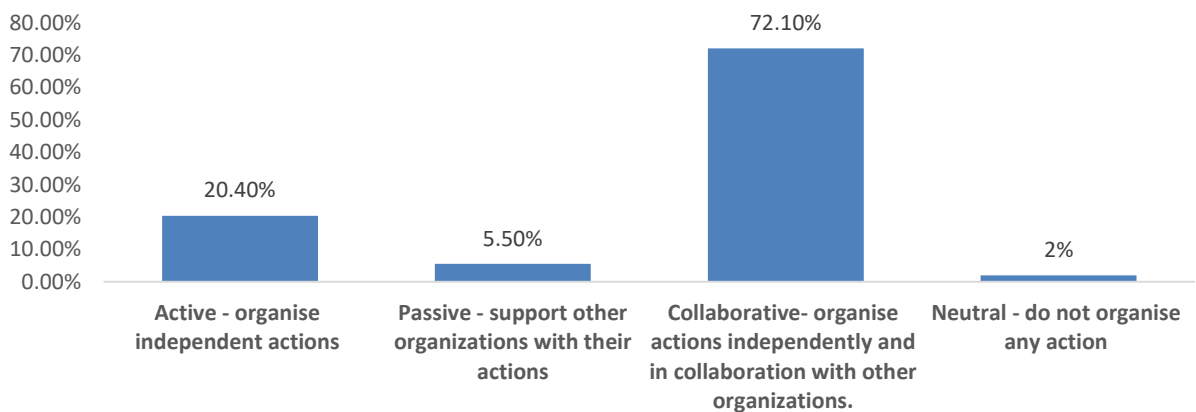 80.00%
70.00%
60.00%
50.00%
40.00%
30.00%
20.00%
10.00%
0.00%
20.40%
5.50%
72.10%
2%
Active - organise
independent actions
Passive - support other
organizations with their
actions
Collaborative- organise
actions independently and
in collaboration with other
organizations.
Neutral - do not organise
any action